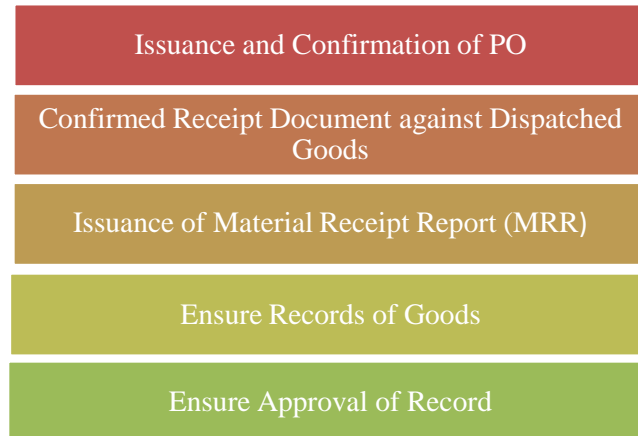 Issuance and Confirmation of PO
Confirmed Receipt Document against Dispatched
Goods
Issuance of Material Receipt Report (MRR)
Ensure Records of Goods
Ensure Approval of Record